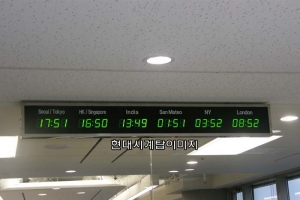 Seoul / Tokyo HK / Singapore India San Mateo NY London
17:51 16:50 13:49 01:51 03:52 08:52
현대시계탑이미지